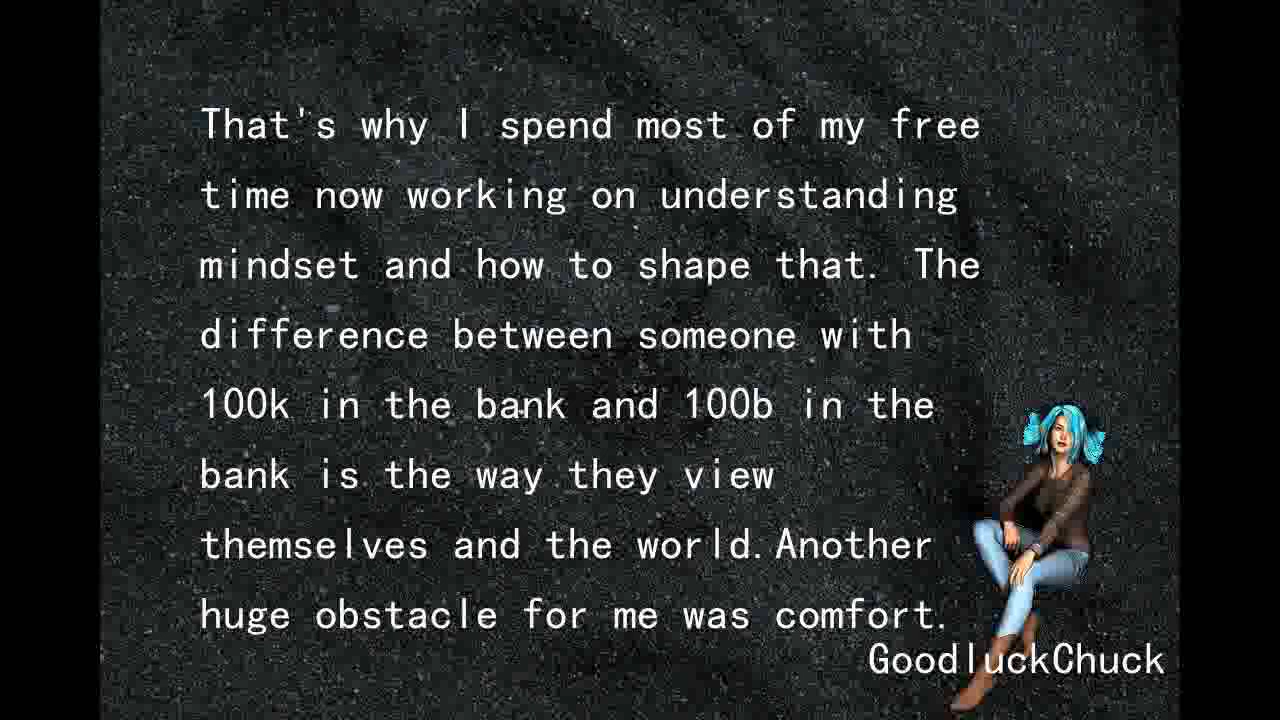 That's why I spend most of my free
time now working on understanding
mindset and how to shape that. The
difference between someone with
100k in the bank and 100b in the
bank is the way they view
themselves and the world.Another
huge obstacle for me was comfort.
GoodluckChuck